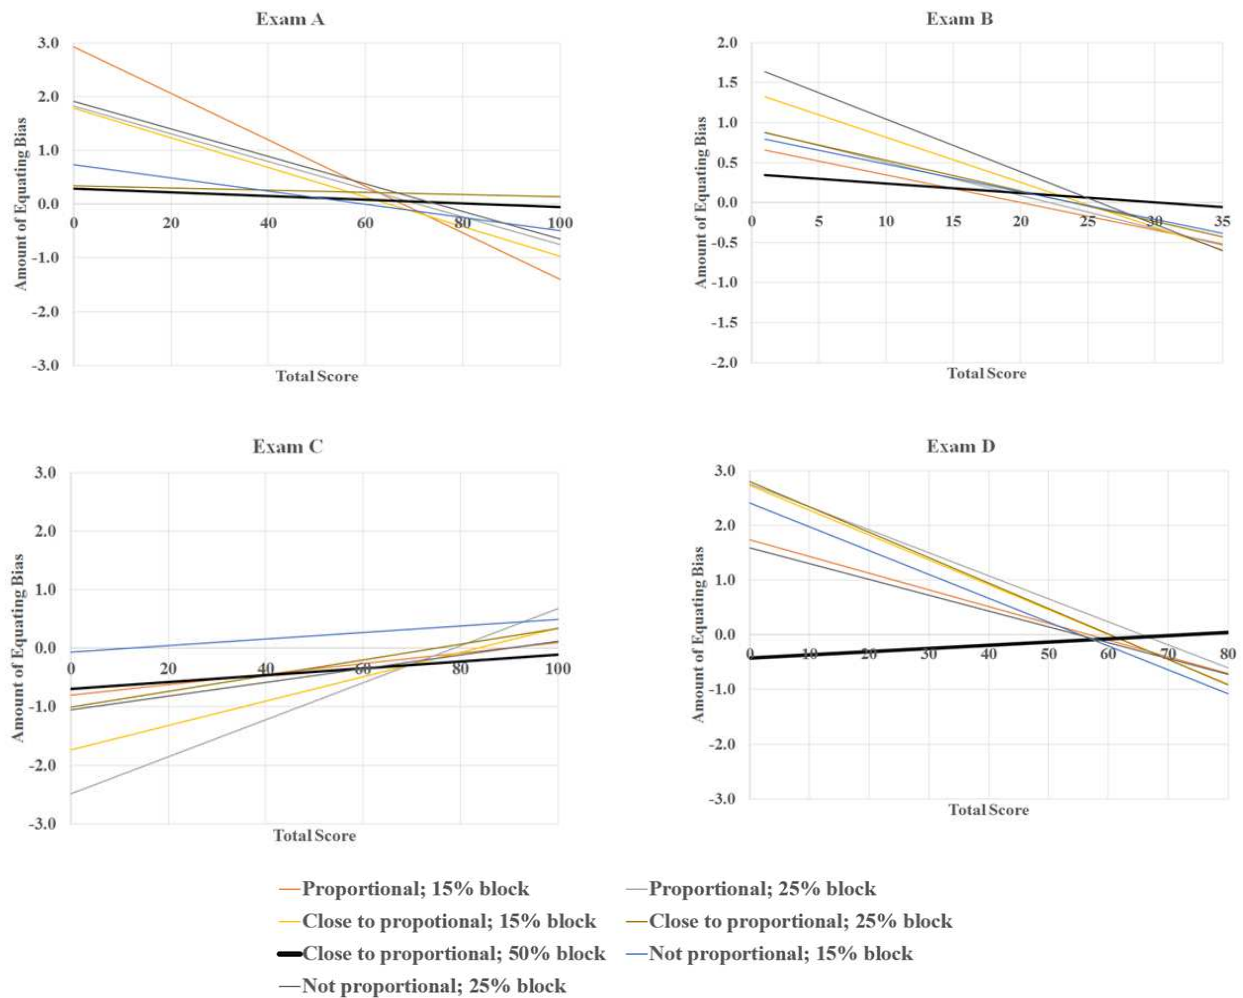 Exam A
3.0
2.0
1.0
0.0
-1.0
-2.0
-3.0
0 20 40 60 80 100
Amount of Equating Bias
Total Score
Exam B
2.0
1.5
1.0
0.5
0.0
-0.5
-1.0
-1.5
-2.0
0 5 10 15 20 25 30 35
Amount of Equating Bias
Total Score
Exam C
3.0
2.0
1.0
0.0
-1.0
-2.0
-3.0
0 20 40 60 80 100
Amount of Equating Bias
Total Score
Exam D
3.0
2.0
1.0
0.0
-1.0
-2.0
-3.0
0 10 20 30 40 50 60 70 80
Amount of Equating Bias
Total Score
Proportional; 15% block Proportional; 25% block
Close to propotional; 15% block Close to proportional; 25% block
Close to proportional; 50% block Not proportional; 15% block
Not proportional; 25% block